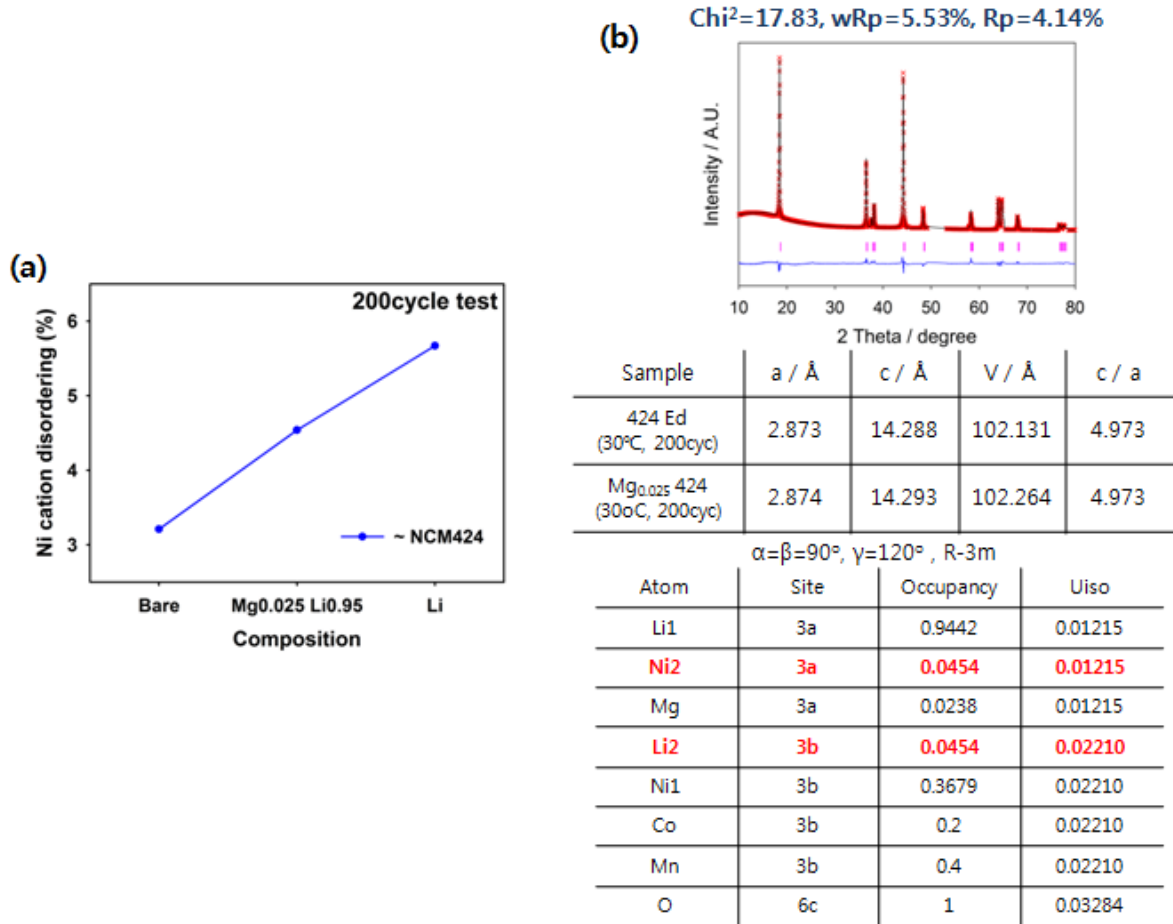 (a)
200cycle test
Ni cation disordering (%)
6
5
4
3
~ NCM424
Bare Mg0.025 Li0.95 Li
Composition
Chi²=17.83, wRp=5.53%, Rp=4.14%
(b)
Intensity / A.U.
10 20 30 40 50 60 70 80
2 Theta / degree
Sample a / Å c / Å V / Å c / a
424 Ed
(30℃, 200cyc) 2.873 14.288 102.131 4.973
Mg₀.₀₂₅ 424
(30oC, 200cyc) 2.874 14.293 102.264 4.973
α=β=90°, γ=120° , R-3m
Atom Site Occupancy Uiso
Li1 3a 0.9442 0.01215
Ni2 3a 0.0454 0.01215
Mg 3a 0.0238 0.01215
Li2 3b 0.0454 0.02210
Ni1 3b 0.3679 0.02210
Co 3b 0.2 0.02210
Mn 3b 0.4 0.02210
O 6c 1 0.03284